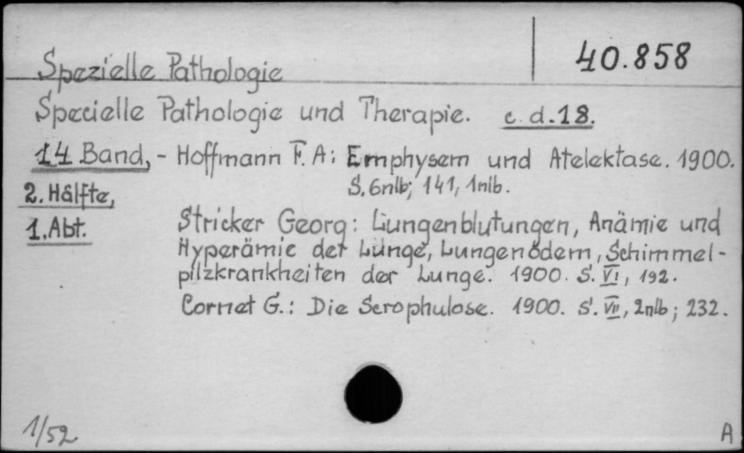 40.858
Spezielle Pathologie
Specielle Pathologie und Therapie. c. d. 18.
14 Band, - Hoffmann F. A: Emphysem und Atelektase. 1900.
2. Hälfte, S. 6nlb; 141, 1nlb.
1. Abt. Stricker Georg: Lungenblutungen, Anämie und
Hyperämie der Lunge, Lungenödem, Schimmel-
pilzkrankheiten der Lunge. 1900. S. VI, 192.
Cornet G.: Die Scrophulose. 1900. S. VII, 2nlb; 232.
1/52 A